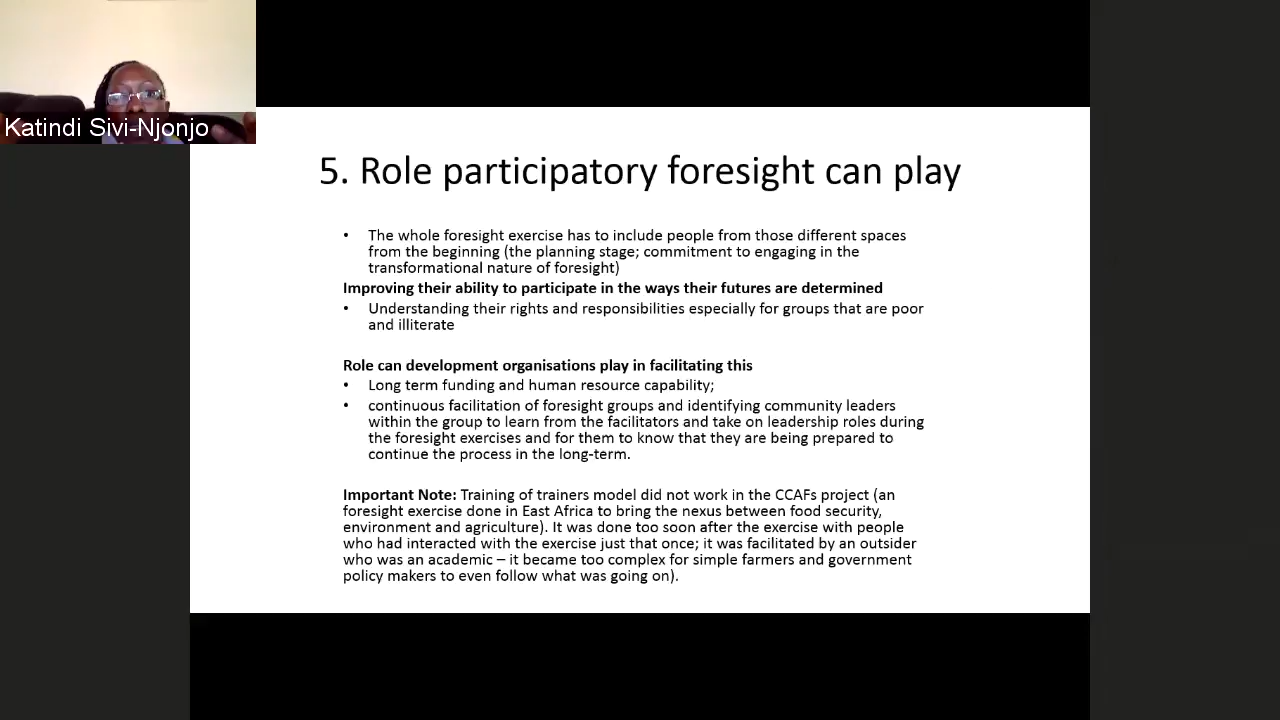 Katindi Sivi-Njonjo
5. Role participatory foresight can play
• The whole foresight exercise has to include people from those different spaces
from the beginning (the planning stage; commitment to engaging in the
transformational nature of foresight)
Improving their ability to participate in the ways their futures are determined
• Understanding their rights and responsibilities especially for groups that are poor
and illiterate
Role can development organisations play in facilitating this
• Long term funding and human resource capability;
• continuous facilitation of foresight groups and identifying community leaders
within the group to learn from the facilitators and take on leadership roles during
the foresight exercises and for them to know that they are being prepared to
continue the process in the long-term.
Important Note: Training of trainers model did not work in the CCAFs project (an
foresight exercise done in East Africa to bring the nexus between food security,
environment and agriculture). It was done too soon after the exercise with people
who had interacted with the exercise just that once; it was facilitated by an outsider
who was an academic – it became too complex for simple farmers and government
policy makers to even follow what was going on).